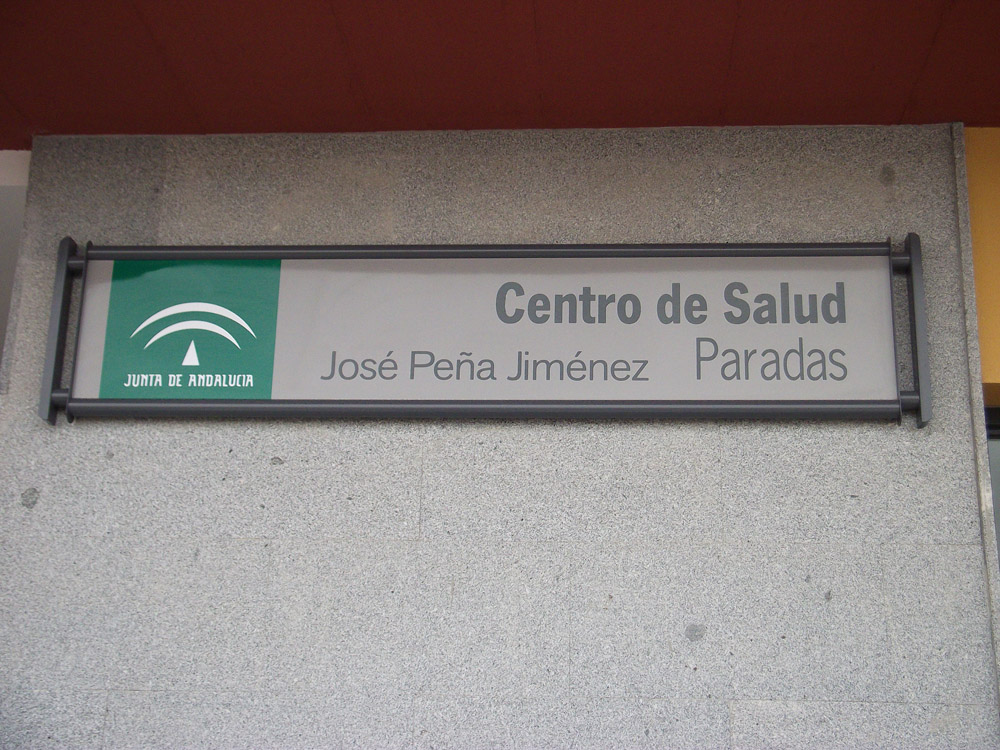 JUNTA DE ANDALUCIA
Centro de Salud
José Peña Jiménez Paradas